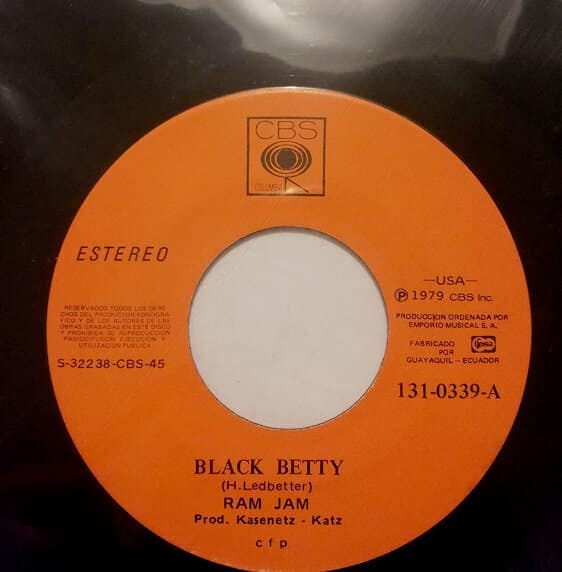 CBS
COLUMBIA
ESTEREO
RESERVADOS TODOS LOS DERE
CHOS DEL PRODUCTOR FONOGRA
FICO Y DE LOS AUTORES DE LAS
OBRAS GRABADAS EN ESTE DISCO
Y PROHIBIDA SU REPRODUCCION
RADIODIFUSION EJECUCION Y
UTILIZACION PUBLICA
S-32238-CBS-45
—USA—
Ⓟ 1979 CBS Inc.
PRODUCCION ORDENADA POR
EMPORIO MUSICAL S, A.
FABRICADO
POR
GUAYAQUIL - ECUADOR
131-0339-A
BLACK BETTY
(H. Ledbetter)
RAM JAM
Prod. Kasenetz - Katz
c f p